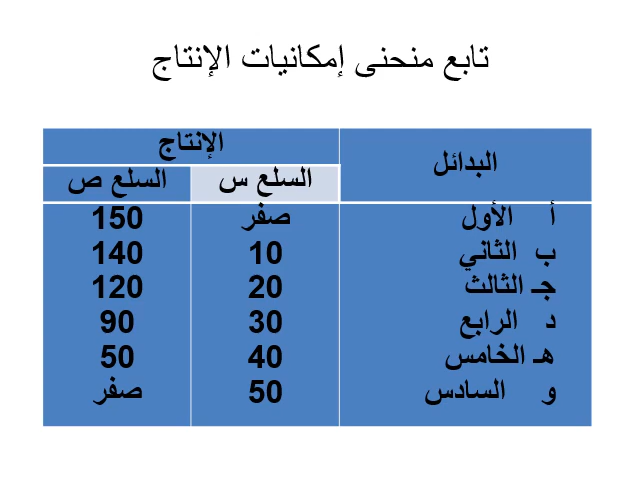 تابع منحنى إمكانيات الإنتاج
البدائل الإنتاج
السلع س السلع ص
أ الأول صفر 150
ب الثاني 10 140
جـ الثالث 20 120
د الرابع 30 90
هـ الخامس 40 50
و السادس 50 صفر